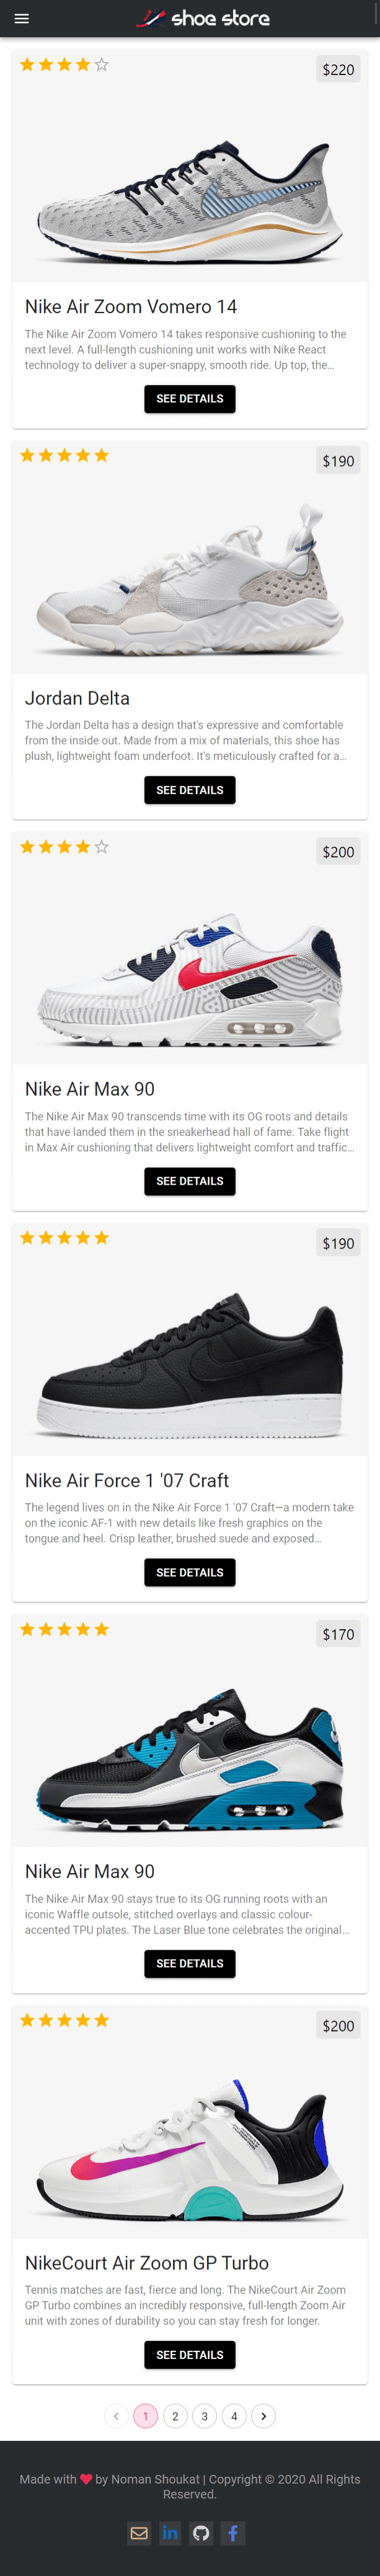 shoe store
$220
Nike Air Zoom Vomero 14
The Nike Air Zoom Vomero 14 takes responsive cushioning to the
next level. A full-length cushioning unit works with Nike React
technology to deliver a super-snappy, smooth ride. Up top, the...
SEE DETAILS
$190
Jordan Delta
The Jordan Delta has a design that's expressive and comfortable
from the inside out. Made from a mix of materials, this shoe has
plush, lightweight foam underfoot. It's meticulously crafted for a...
SEE DETAILS
$200
Nike Air Max 90
The Nike Air Max 90 transcends time with its OG roots and details
that have landed them in the sneakerhead hall of fame. Take flight
in Max Air cushioning that delivers lightweight comfort and traffic...
SEE DETAILS
$190
Nike Air Force 1 '07 Craft
The legend lives on in the Nike Air Force 1 '07 Craft—a modern take
on the iconic AF-1 with new details like fresh graphics on the
tongue and heel. Crisp leather, brushed suede and exposed...
SEE DETAILS
$170
Nike Air Max 90
The Nike Air Max 90 stays true to its OG running roots with an
iconic Waffle outsole, stitched overlays and classic colour-
accented TPU plates. The Laser Blue tone celebrates the original...
SEE DETAILS
$200
NikeCourt Air Zoom GP Turbo
Tennis matches are fast, fierce and long. The NikeCourt Air Zoom
GP Turbo combines an incredibly responsive, full-length Zoom Air
unit with zones of durability so you can stay fresh for longer.
SEE DETAILS
1 2 3 4
Made with ❤ by Noman Shoukat | Copyright © 2020 All Rights
Reserved.